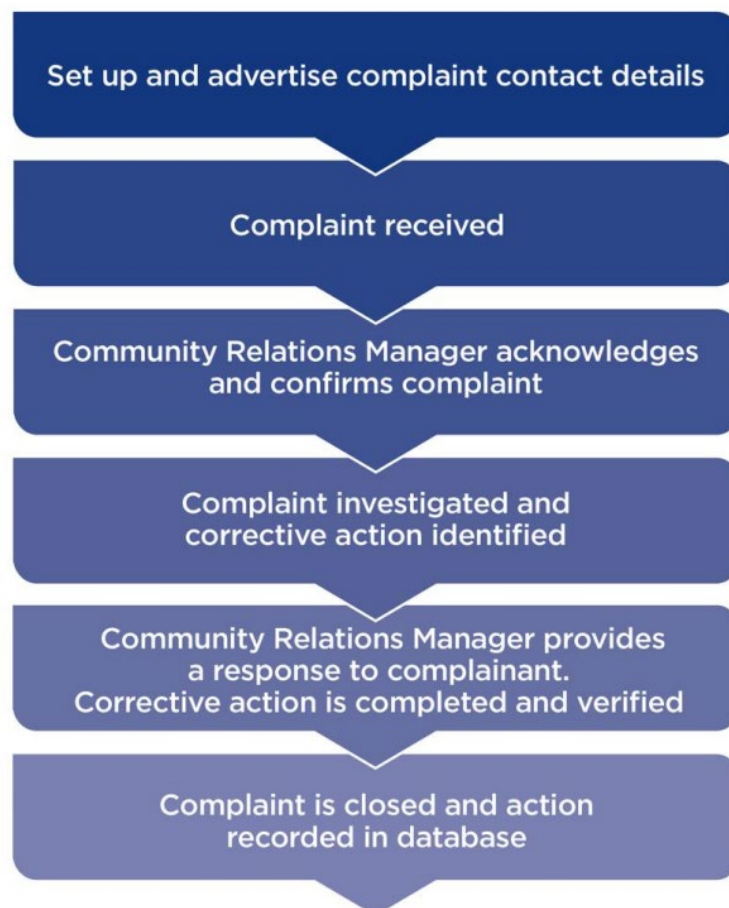 Set up and advertise complaint contact details
Complaint received
Community Relations Manager acknowledges
and confirms complaint
Complaint investigated and
corrective action identified
Community Relations Manager provides
a response to complainant.
Corrective action is completed and verified
Complaint is closed and action
recorded in database